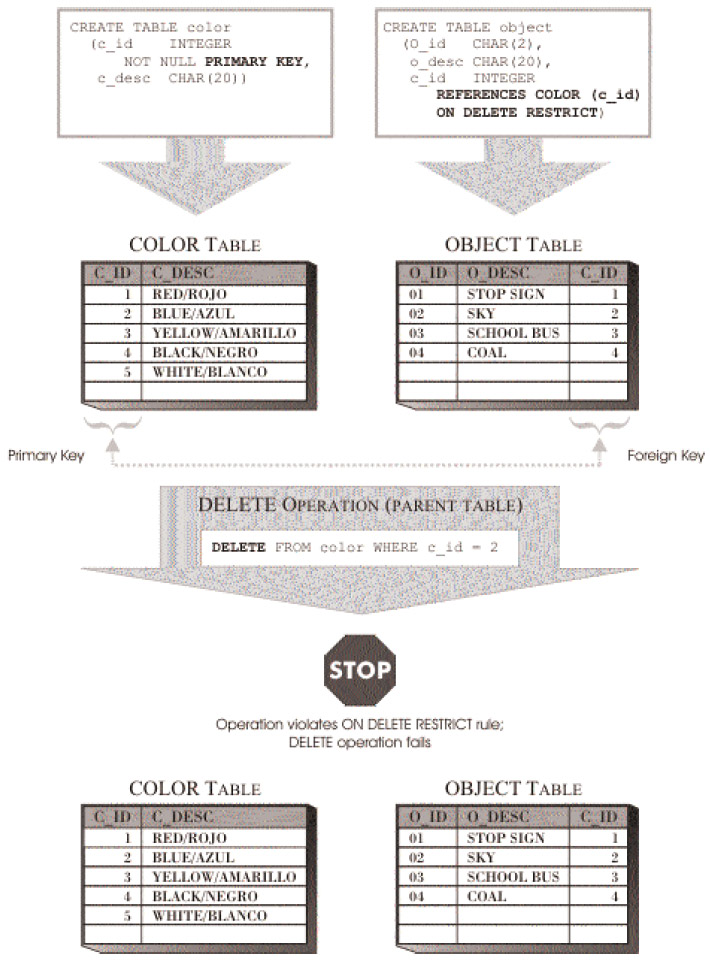 CREATE TABLE color
(c_id INTEGER
NOT NULL PRIMARY KEY,
c_desc CHAR(20))
CREATE TABLE object
(O_id CHAR(2),
o_desc CHAR(20),
c_id INTEGER
REFERENCES COLOR (c_id)
ON DELETE RESTRICT)
COLOR TABLE
C_ID C_DESC
1 RED/ROJO
2 BLUE/AZUL
3 YELLOW/AMARILLO
4 BLACK/NEGRO
5 WHITE/BLANCO
OBJECT TABLE
O_ID O_DESC C_ID
01 STOP SIGN 1
02 SKY 2
03 SCHOOL BUS 3
04 COAL 4
Primary Key
Foreign Key
DELETE OPERATION (PARENT TABLE)
DELETE FROM color WHERE c_id = 2
STOP
Operation violates ON DELETE RESTRICT rule;
DELETE operation fails
COLOR TABLE
C_ID C_DESC
1 RED/ROJO
2 BLUE/AZUL
3 YELLOW/AMARILLO
4 BLACK/NEGRO
5 WHITE/BLANCO
OBJECT TABLE
O_ID O_DESC C_ID
01 STOP SIGN 1
02 SKY 2
03 SCHOOL BUS 3
04 COAL 4